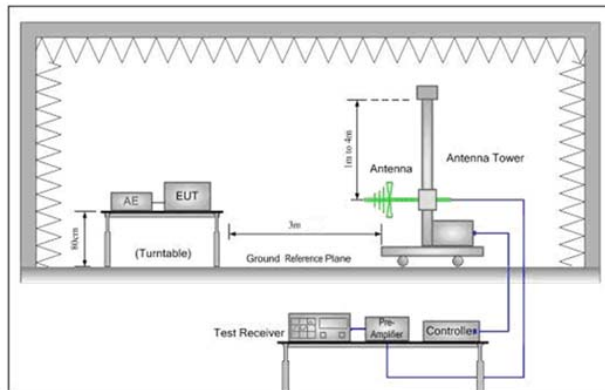 1m to 4m
Antenna
Antenna Tower
AE
EUT
80cm
3m
(Turntable)
Ground Reference Plane
Test Receiver
Pre-
Amplifier
Controller